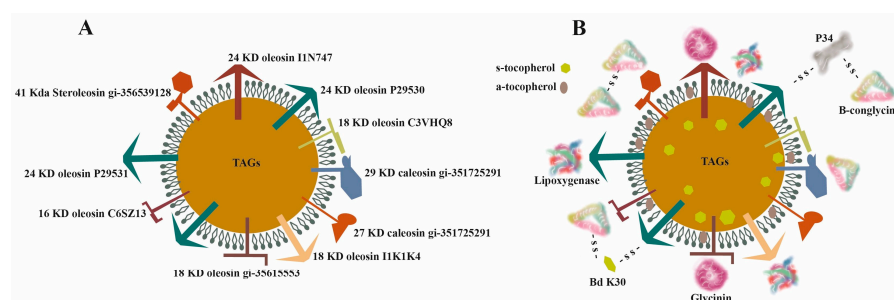 A
24 KD oleosin I1N747
41 Kda Steroleosin gi-356539128
24 KD oleosin P29530
18 KD oleosin C3VHQ8
TAGs
24 KD oleosin P29531
29 KD caleosin gi-351725291
16 KD oleosin C6SZ13
27 KD caleosin gi-351725291
18 KD oleosin I1K1K4
18 KD oleosin gi-35615553
B
P34
s-tocopherol
a-tocopherol
-s s-
-s s-
-s s-
B-conglycin
TAGs
Lipoxygenase
-s s-
-s s-
Bd K30
Glycinin